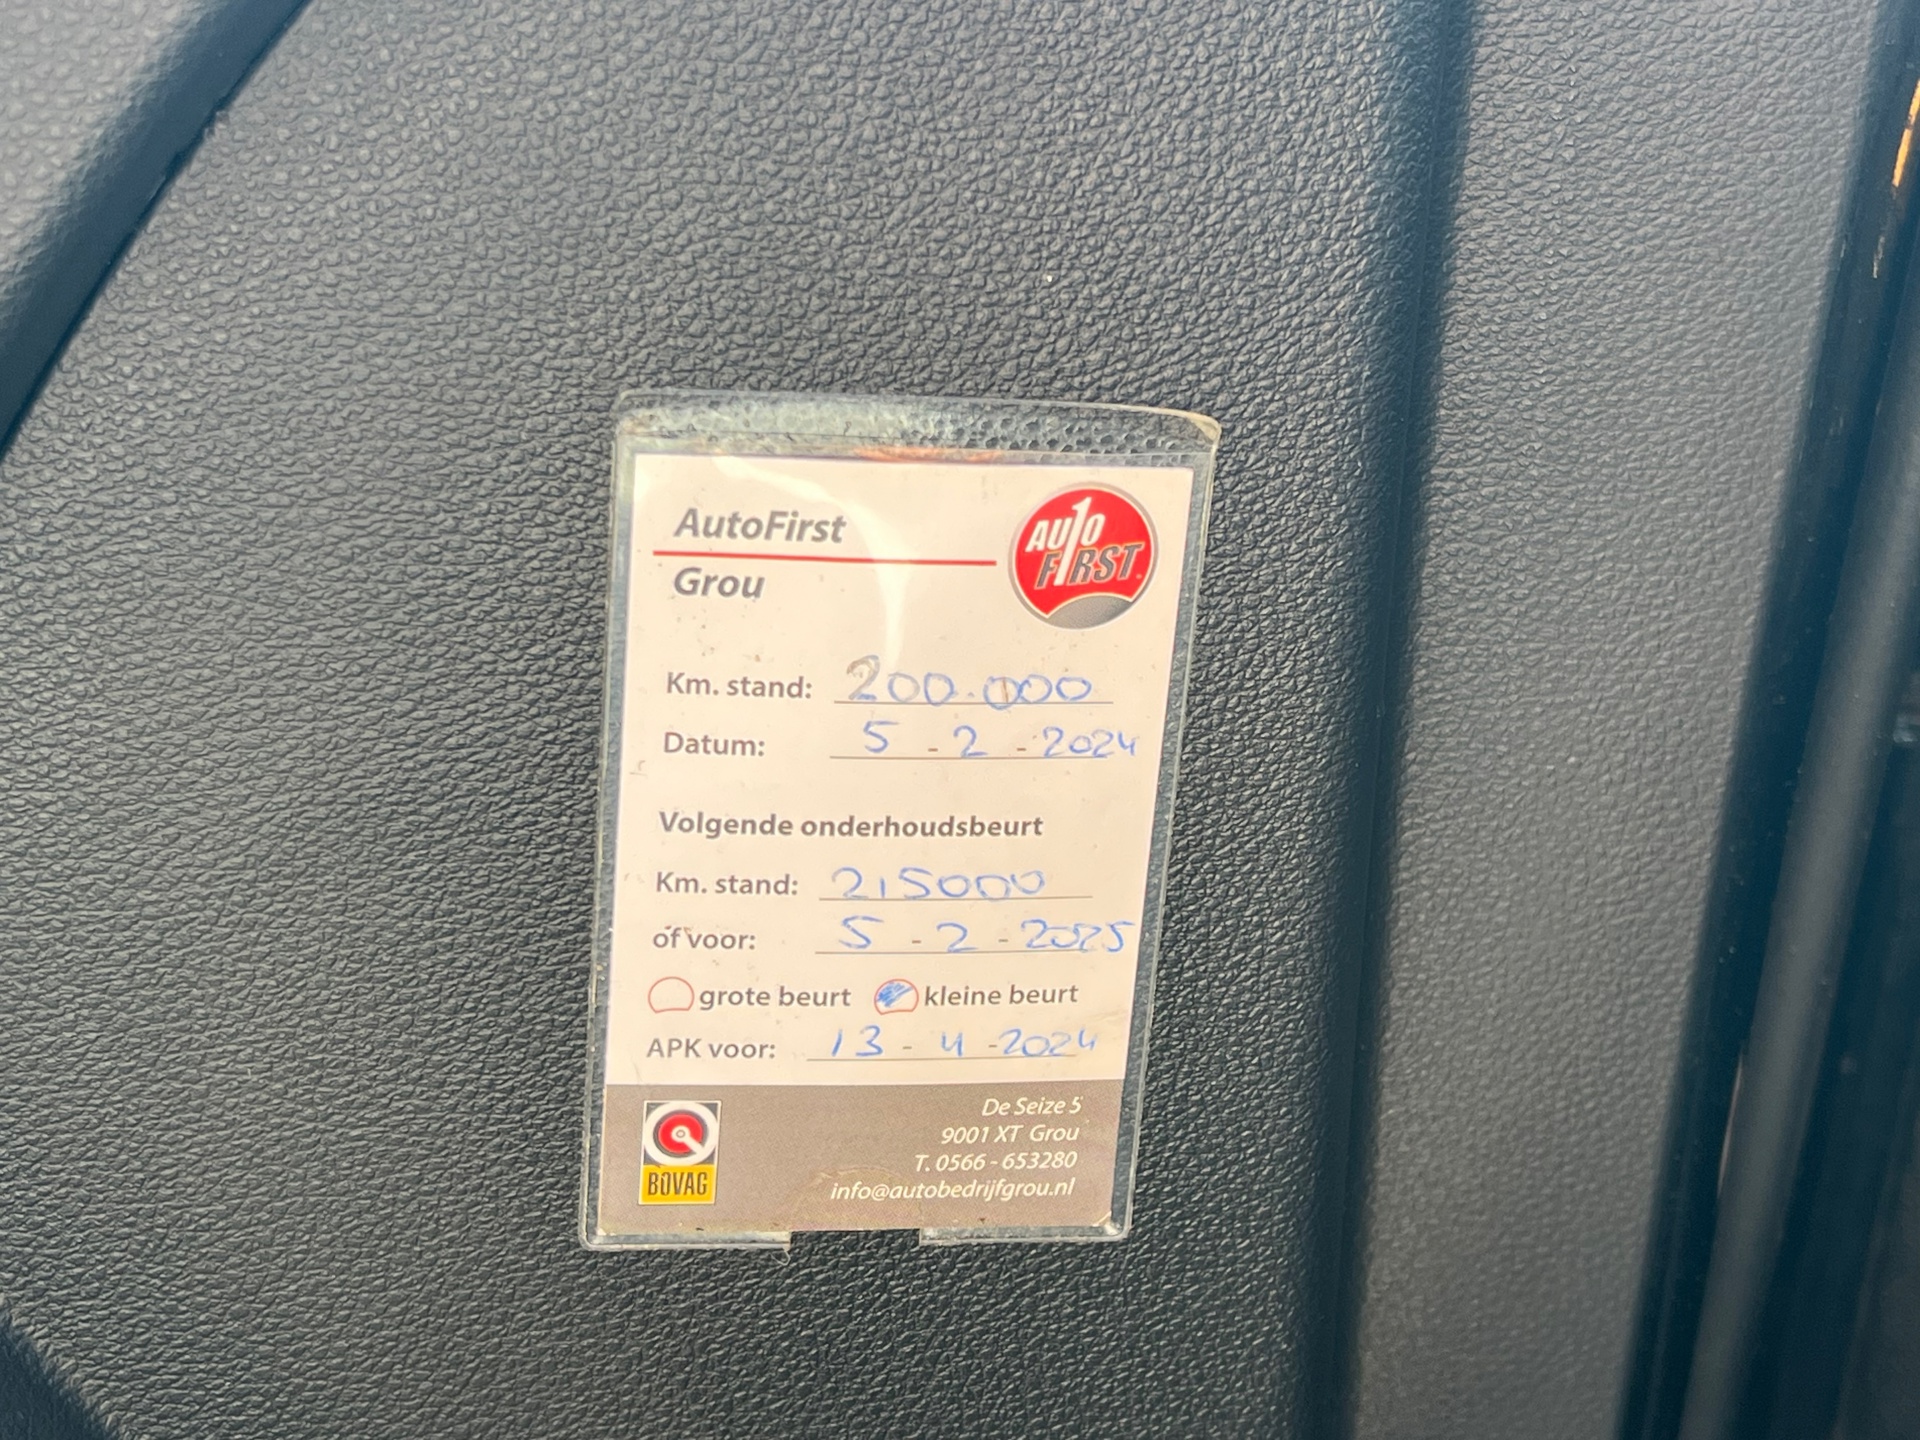 AutoFirst
Grou
AUTO
FIRST
Km. stand: 200.000
Datum: 5 - 2 - 2024
Volgende onderhoudsbeurt
Km. stand: 215000
of voor: 5 - 2 - 2025
grote beurt kleine beurt
APK voor: 13 - 4 - 2024
De Seize 5
9001 XT Grou
T. 0566 - 653280
info@autobedrijfgrou.nl
BOVAG